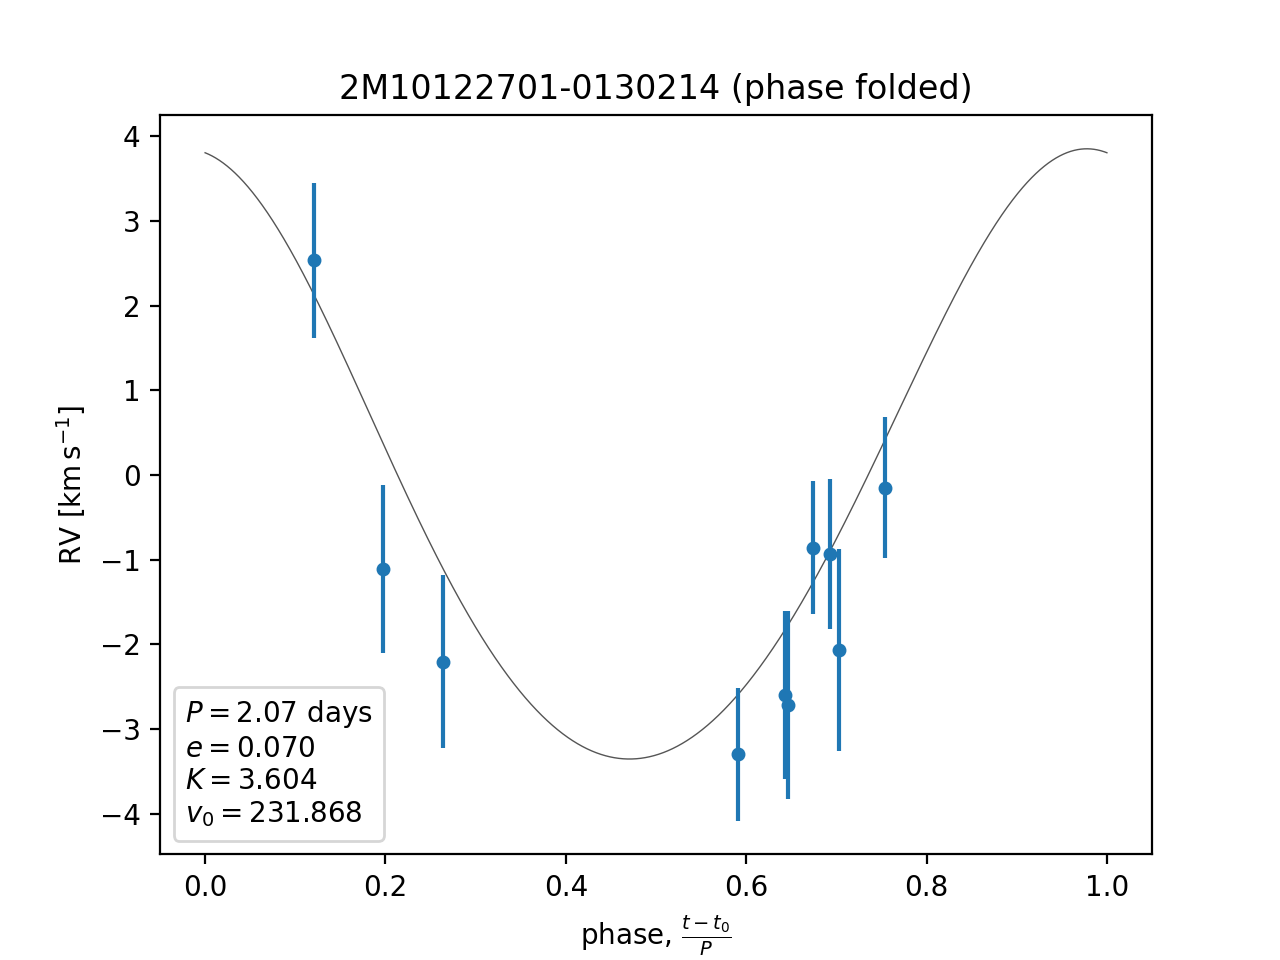 2M10122701-0130214 (phase folded)
RV [km s⁻¹]
4
3
2
1
0
−1
−2
−3
−4
P = 2.07 days
e = 0.070
K = 3.604
v₀ = 231.868
0.0 0.2 0.4 0.6 0.8 1.0
phase, (t − t₀)/P